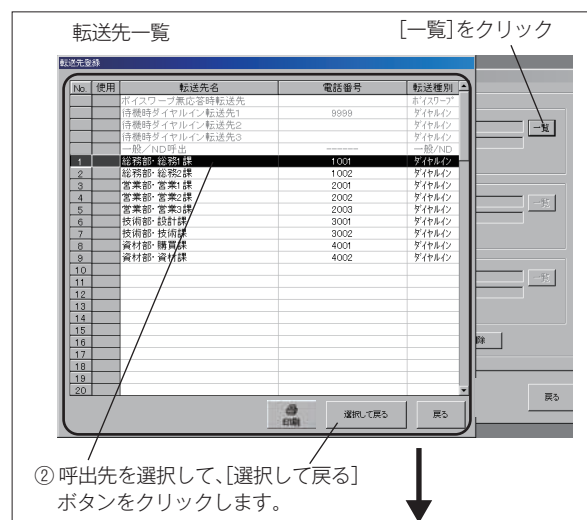 転送先一覧
[一覧]をクリック
転送先登録
No. 使用 転送先名 電話番号 転送種別
ボイスワープ無応答時転送先 ボイスワープ
待機時ダイヤルイン転送先1 9999 ダイヤルイン
待機時ダイヤルイン転送先2 ダイヤルイン
待機時ダイヤルイン転送先3 ダイヤルイン
一般/ND呼出 ------ 一般/ND
1 総務部・総務1課 1001 ダイヤルイン
2 総務部・総務2課 1002 ダイヤルイン
3 営業部・営業1課 2001 ダイヤルイン
4 営業部・営業2課 2002 ダイヤルイン
5 営業部・営業3課 2003 ダイヤルイン
6 技術部・設計課 3001 ダイヤルイン
7 技術部・技術課 3002 ダイヤルイン
8 資材部・購買課 4001 ダイヤルイン
9 資材部・資材課 4002 ダイヤルイン
10
11
12
13
14
15
16
17
18
19
20
印刷 選択して戻る 戻る
一覧
一覧
一覧
除
戻る
② 呼出先を選択して、[選択して戻る]
ボタンをクリックします。